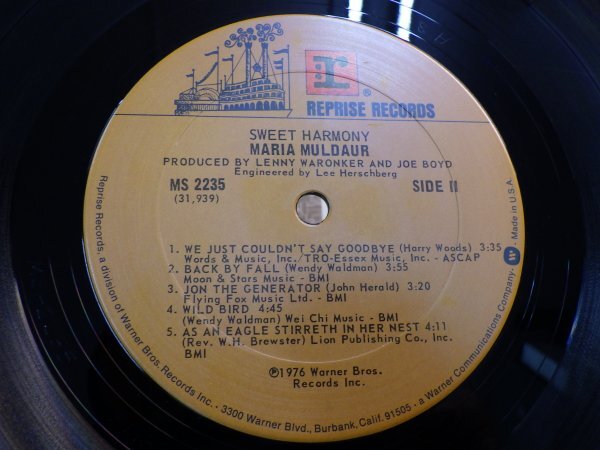 r
®
REPRISE RECORDS
SWEET HARMONY
MARIA MULDAUR
PRODUCED BY LENNY WARONKER AND JOE BOYD
Engineered by Lee Herschberg
MS 2235
SIDE II
(31,939)
1. WE JUST COULDN'T SAY GOODBYE (Harry Woods) 3:35
Words & Music, Inc./TRO-Essex Music, Inc. - ASCAP
2. BACK BY FALL (Wendy Waldman) 3:55
Moon & Stars Music - BMI
3. JON THE GENERATOR (John Herald) 3:20
Flying Fox Music Ltd. - BMI
4. WILD BIRD 4:45
(Wendy Waldman) Wei Chi Music - BMI
5. AS AN EAGLE STIRRETH IN HER NEST 4:11
(Rev. W.H. Brewster) Lion Publishing Co., Inc.
BMI
℗1976 Warner Bros.
Records Inc.
Reprise Records, a division of Warner Bros. Records Inc. · 3300 Warner Blvd., Burbank, Calif. 91505 · a Warner Communications Company · W · Made in U.S.A.